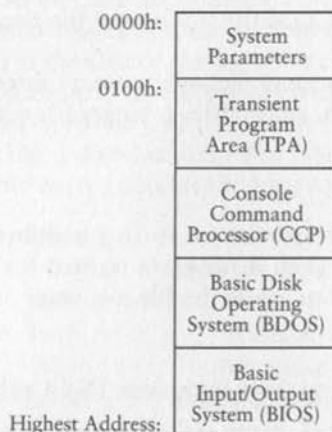 0000h:
System
Parameters
0100h:
Transient
Program
Area (TPA)
Console
Command
Processor (CCP)
Basic Disk
Operating
System (BDOS)
Basic
Input/Output
System (BIOS)
Highest Address: